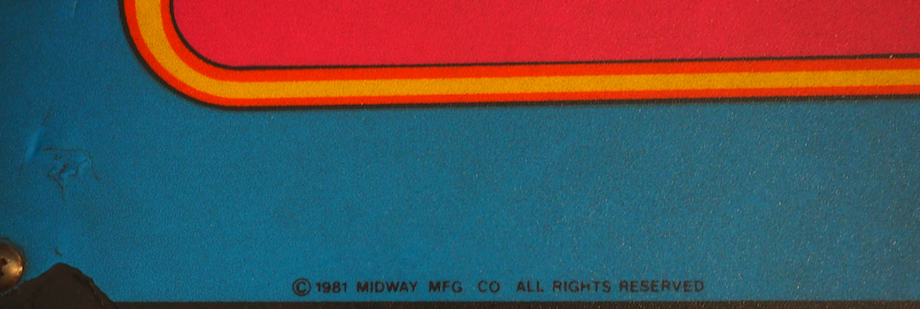 © 1981 MIDWAY MFG. CO ALL RIGHTS RESERVED